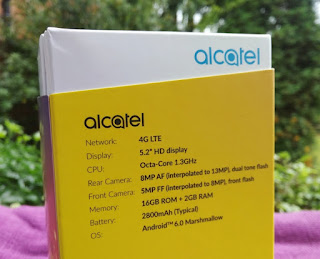 alcatel
alcatel
Network: 4G LTE
Display: 5.2" HD display
CPU: Octa-Core 1.3GHz
Rear Camera: 8MP AF (interpolated to 13MP), dual tone flash
Front Camera: 5MP FF (interpolated to 8MP), front flash
Memory: 16GB ROM + 2GB RAM
Battery: 2800mAh (Typical)
OS: Android™ 6.0 Marshmallow